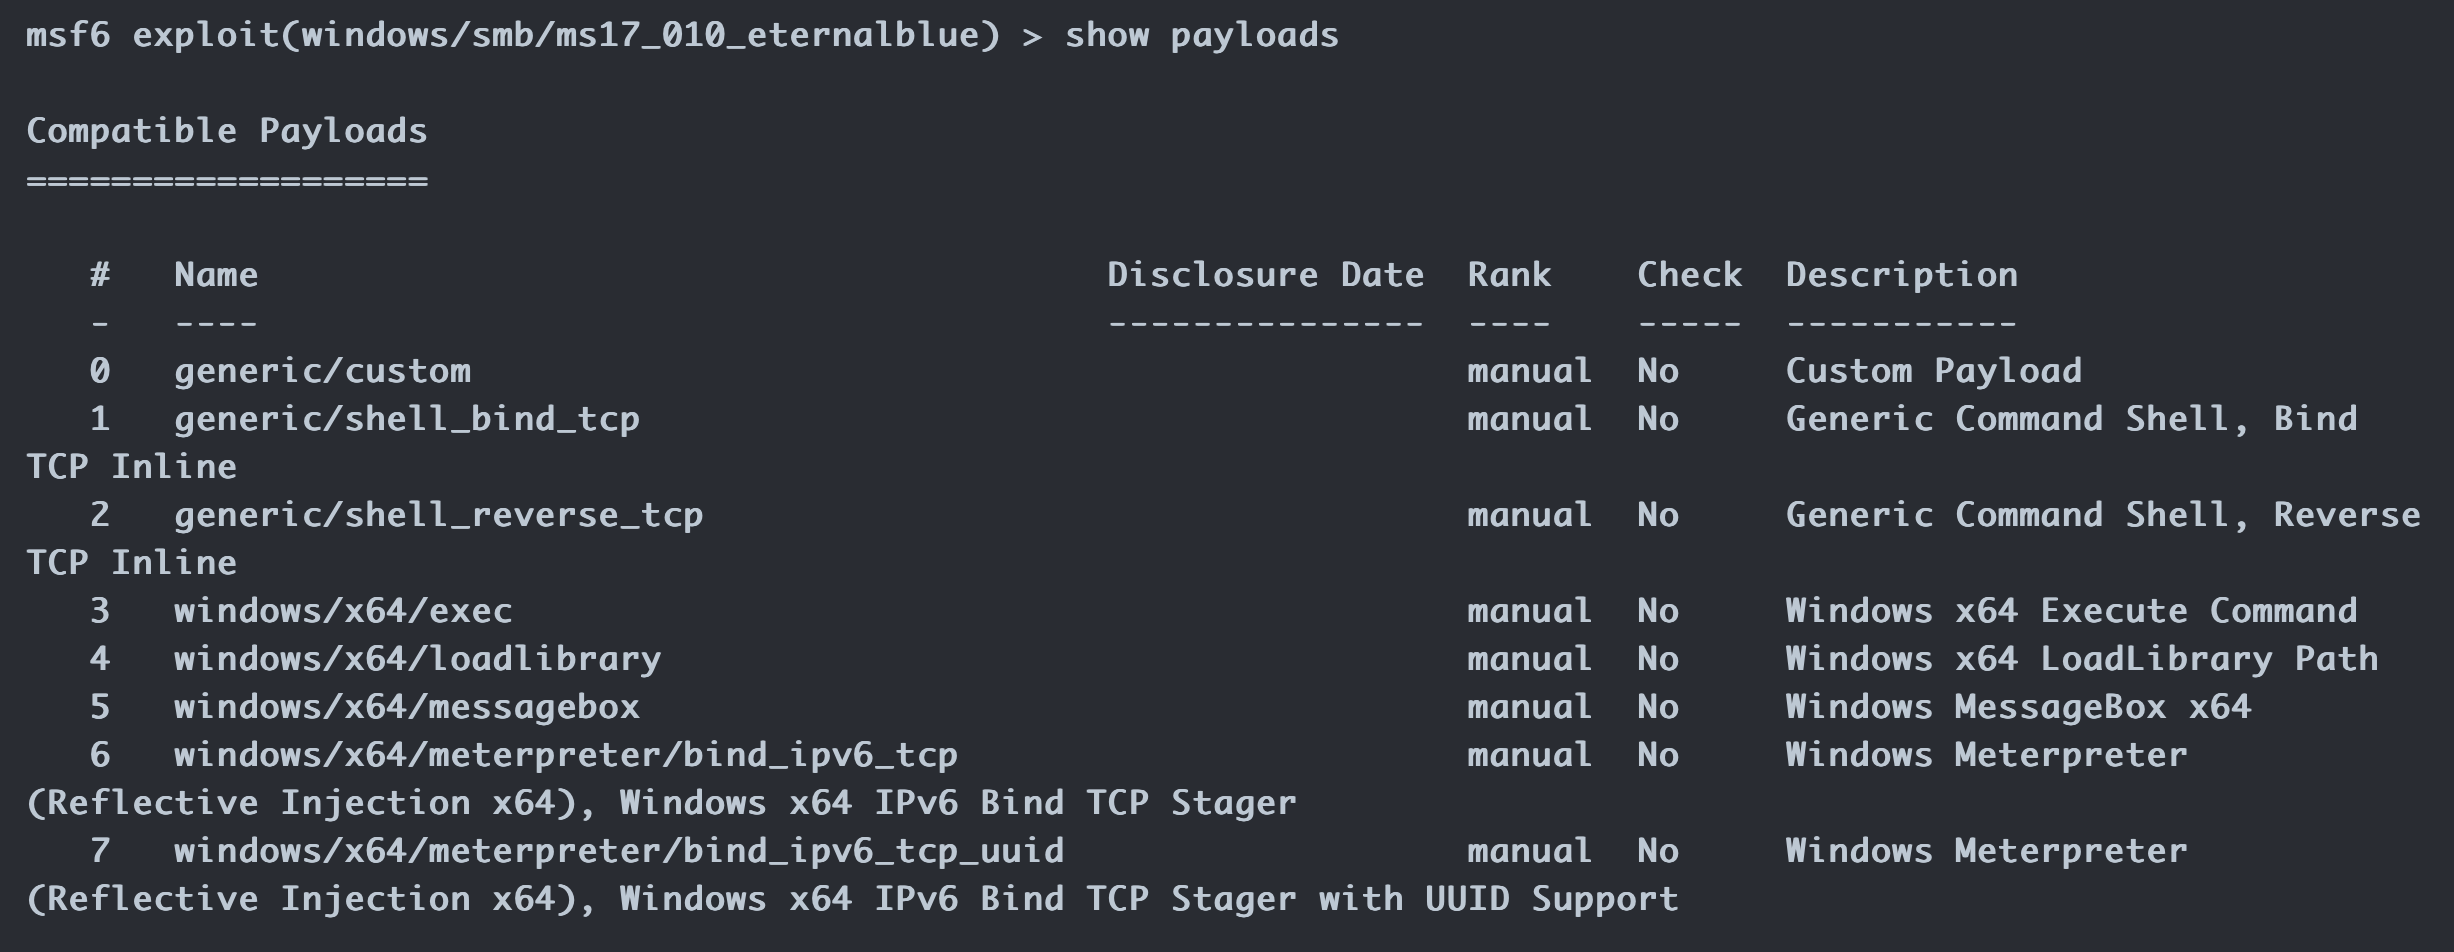 msf6 exploit(windows/smb/ms17_010_eternalblue) > show payloads
Compatible Payloads
===================
# Name Disclosure Date Rank Check Description
- ---- --------------- ---- ----- -----------
0 generic/custom manual No Custom Payload
1 generic/shell_bind_tcp manual No Generic Command Shell, Bind
TCP Inline
2 generic/shell_reverse_tcp manual No Generic Command Shell, Reverse
TCP Inline
3 windows/x64/exec manual No Windows x64 Execute Command
4 windows/x64/loadlibrary manual No Windows x64 LoadLibrary Path
5 windows/x64/messagebox manual No Windows MessageBox x64
6 windows/x64/meterpreter/bind_ipv6_tcp manual No Windows Meterpreter
(Reflective Injection x64), Windows x64 IPv6 Bind TCP Stager
7 windows/x64/meterpreter/bind_ipv6_tcp_uuid manual No Windows Meterpreter
(Reflective Injection x64), Windows x64 IPv6 Bind TCP Stager with UUID Support